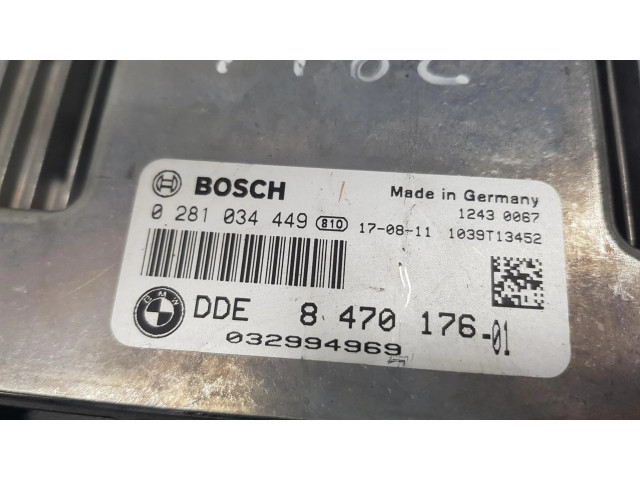 BOSCH Made in Germany
1243 0067
0 281 034 449 810 17-08-11 1039T13452
BMW DDE 8 470 176-01
032994969